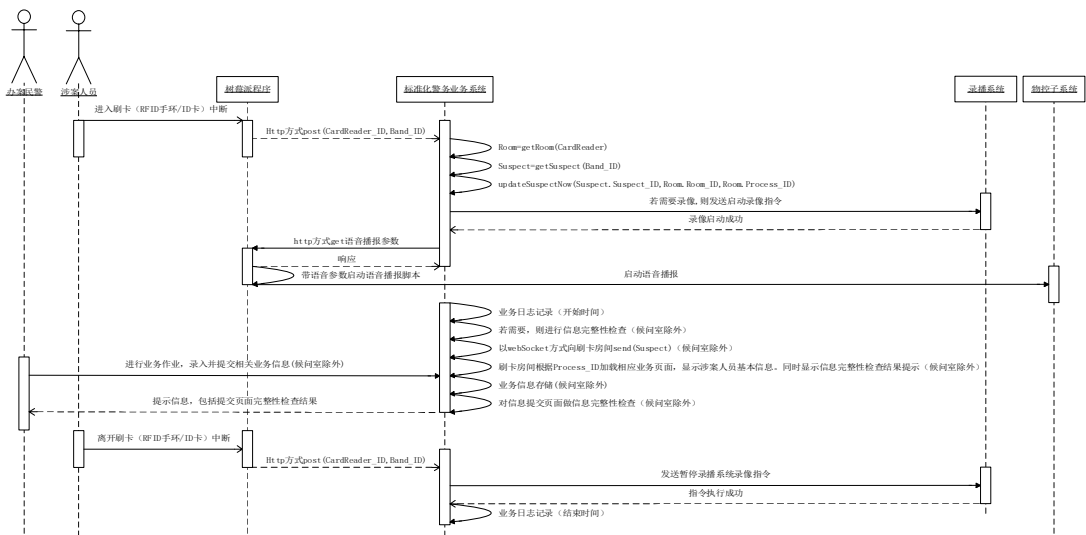 办案民警
涉案人员
树莓派程序
标准化警务业务系统
录播系统
物控子系统
进入刷卡（RFID手环/ID卡）中断
Http方式post(CardReader_ID,Band_ID)
Room=getRoom(CardReader)
Suspect=getSuspect(Band_ID)
updateSuspectNow(Suspect.Suspect_ID,Room.Room_ID,Room.Process_ID)
若需要录像,则发送启动录像指令
录像启动成功
http方式get语音播报参数
响应
带语音参数启动语音播报脚本
启动语音播报
业务日志记录（开始时间）
若需要，则进行信息完整性检查（候问室除外）
以webSocket方式向刷卡房间send(Suspect)（候问室除外）
进行业务作业，录入并提交相关业务信息(候问室除外)
刷卡房间根据Process_ID加载相应业务页面，显示涉案人员基本信息。同时显示信息完整性检查结果提示（候问室除外）
业务信息存储(候问室除外)
提示信息，包括提交页面完整性检查结果
对信息提交页面做信息完整性检查（候问室除外）
离开刷卡（RFID手环/ID卡）中断
Http方式post(CardReader_ID,Band_ID)
发送暂停录播系统录像指令
指令执行成功
业务日志记录（结束时间）